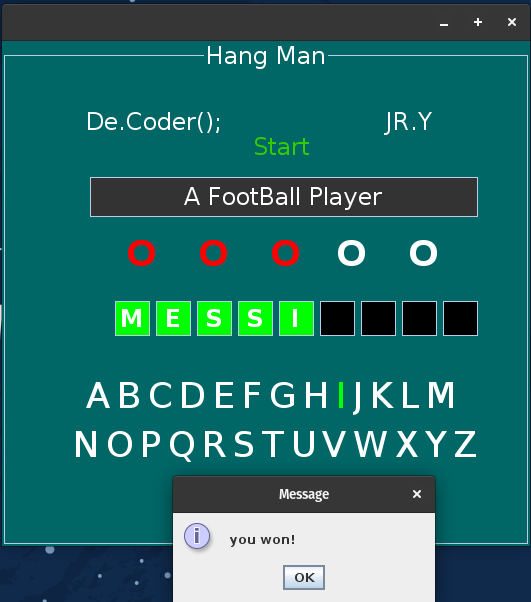 Hang Man
De.Coder(); JR.Y
Start
A FootBall Player
O O O O O
M E S S I
A B C D E F G H I J K L M
N O P Q R S T U V W X Y Z
Message
you won!
OK